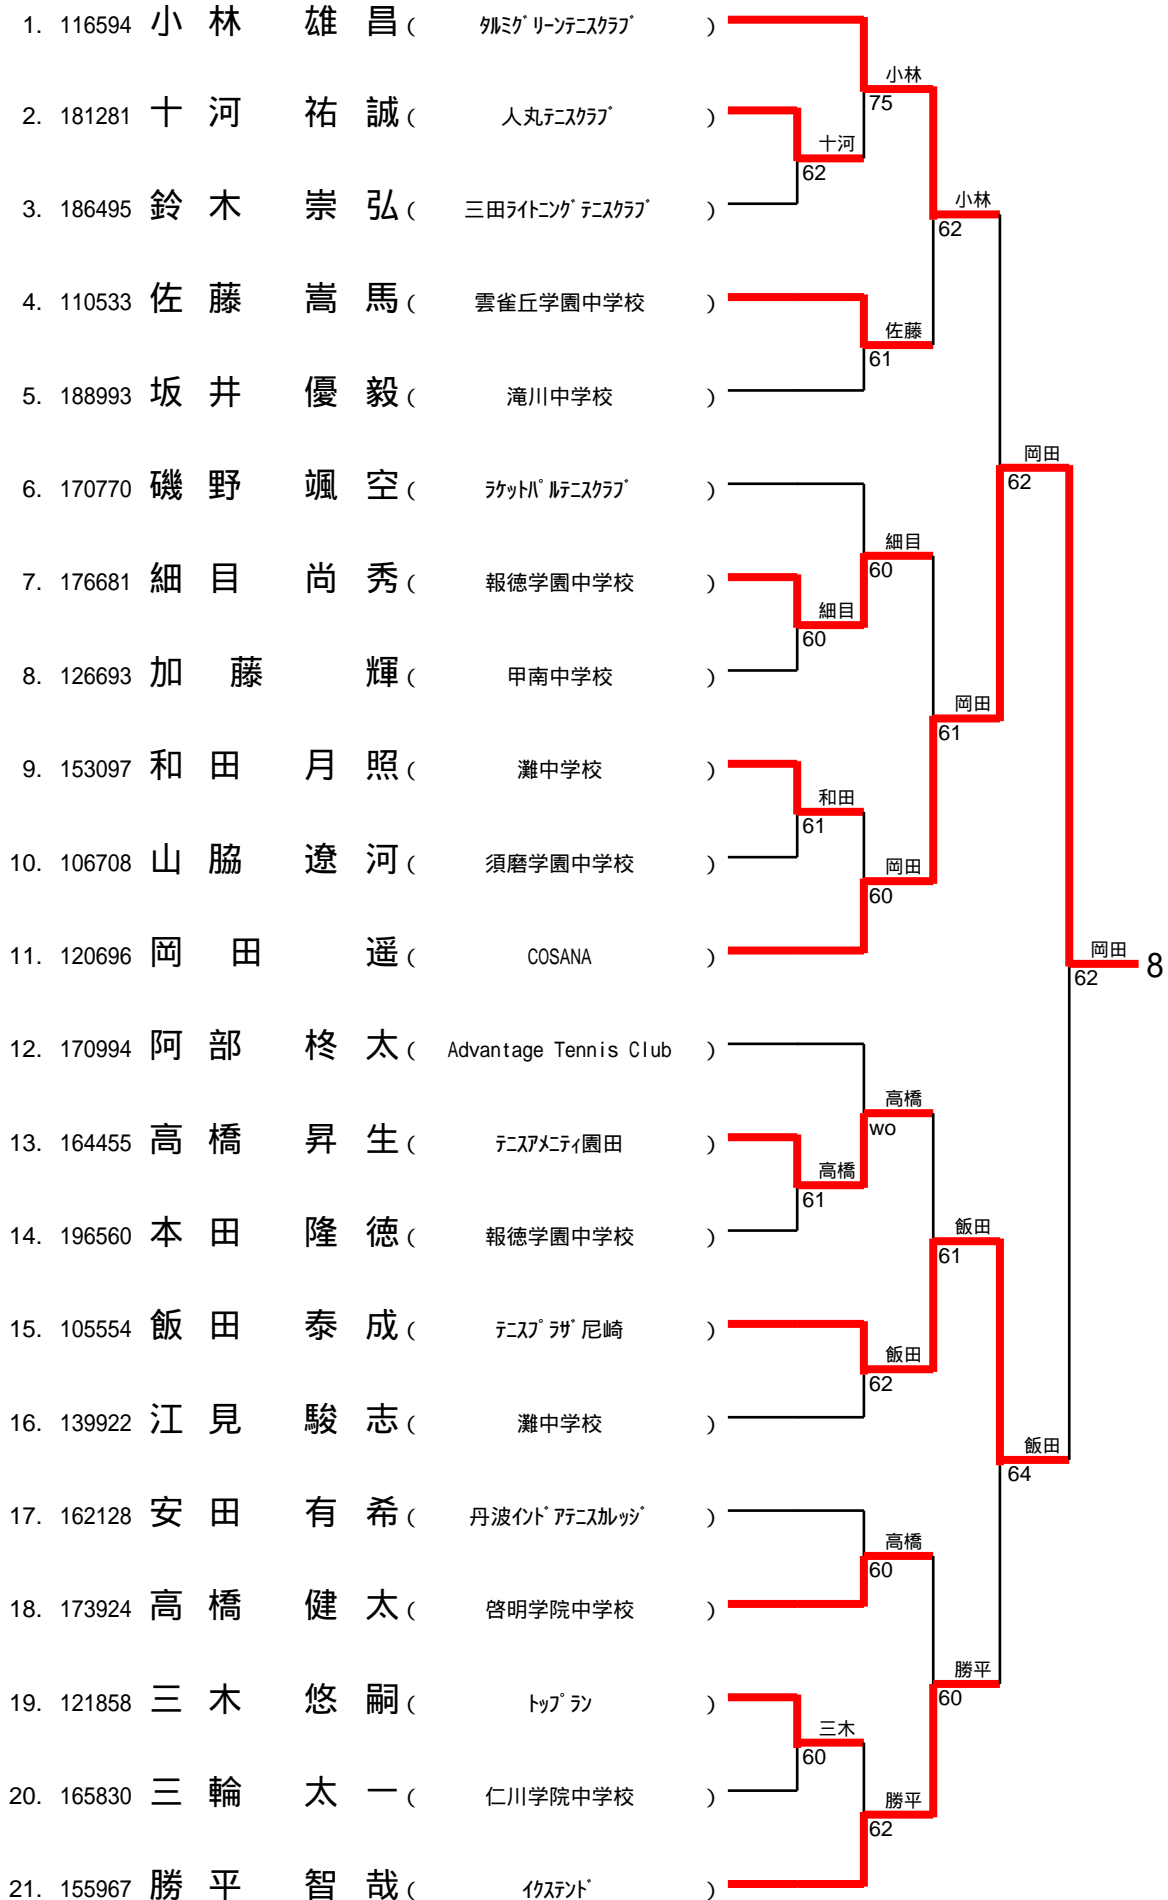 1. 116594 小林 雄昌 ( タルミグリーンテニスクラブ )
小林
75
2. 181281 十河 祐誠 ( 人丸テニスクラブ )
十河
62
3. 186495 鈴木 崇弘 ( 三田ライトニングテニスクラブ )
小林
62
4. 110533 佐藤 嵩馬 ( 雲雀丘学園中学校 )
佐藤
61
5. 188993 坂井 優毅 ( 滝川中学校 )
岡田
62
6. 170770 磯野 颯空 ( ラケットパルテニスクラブ )
細目
60
7. 176681 細目 尚秀 ( 報徳学園中学校 )
細目
60
8. 126693 加藤 輝 ( 甲南中学校 )
岡田
61
9. 153097 和田 月照 ( 灘中学校 )
和田
61
10. 106708 山脇 遼河 ( 須磨学園中学校 )
岡田
60
11. 120696 岡田 遥 ( COSANA )
岡田
62
8
12. 170994 阿部 柊太 ( Advantage Tennis Club )
高橋
wo
13. 164455 高橋 昇生 ( テニスアメニティ園田 )
高橋
61
14. 196560 本田 隆徳 ( 報徳学園中学校 )
飯田
61
15. 105554 飯田 泰成 ( テニスプラザ尼崎 )
飯田
62
16. 139922 江見 駿志 ( 灘中学校 )
飯田
64
17. 162128 安田 有希 ( 丹波インドアテニスカレッジ )
高橋
60
18. 173924 高橋 健太 ( 啓明学院中学校 )
勝平
60
19. 121858 三木 悠嗣 ( トップラン )
三木
60
20. 165830 三輪 太一 ( 仁川学院中学校 )
勝平
62
21. 155967 勝平 智哉 ( イクステンド )